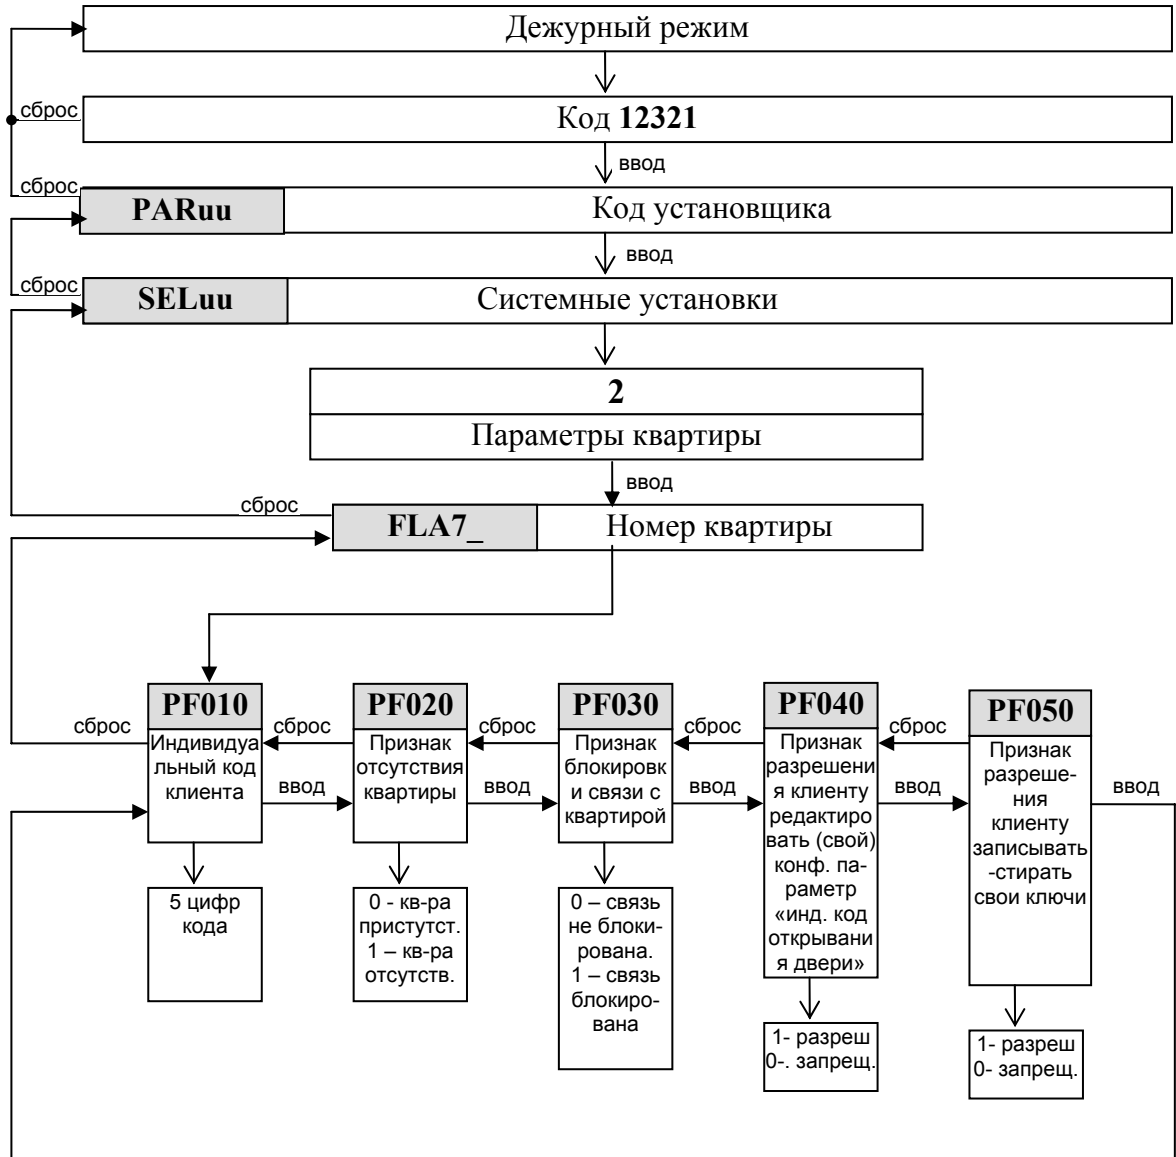 Дежурный режим
сброс
Код 12321
ввод
сброс
PARuu
Код установщика
ввод
сброс
SELuu
Системные установки
2
Параметры квартиры
ввод
сброс
FLA7_
Номер квартиры
PF010
PF020
PF030
PF040
PF050
сброс
сброс
сброс
сброс
сброс
Индивидуа
льный код
клиента
ввод
Признак
отсутствия
квартиры
ввод
Признак
блокировк
и связи с
квартирой
ввод
Признак
разрешени
я клиенту
редактиро
вать (свой)
конф. па-
раметр
«инд. код
открывани
я двери»
ввод
Признак
разреше-
ния
клиенту
записывать
-стирать
свои ключи
ввод
5 цифр
кода
0 - кв-ра
пристутст.
1 – кв-ра
отсутств.
0 – связь
не блоки-
рована.
1 – связь
блокиро-
вана
1- разреш
0-. запрещ.
1- разреш
0- запрещ.